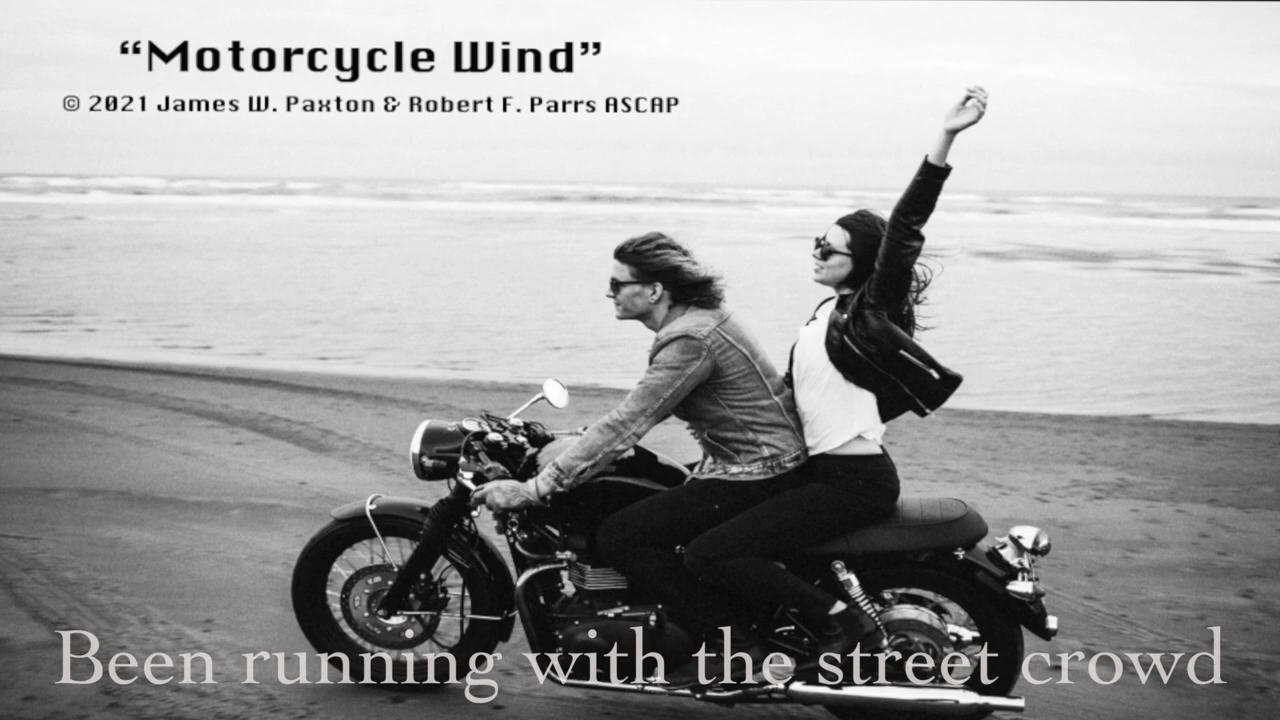 “Motorcycle Wind”
© 2021 James W. Paxton & Robert F. Parrs ASCAP
Been running with the street crowd